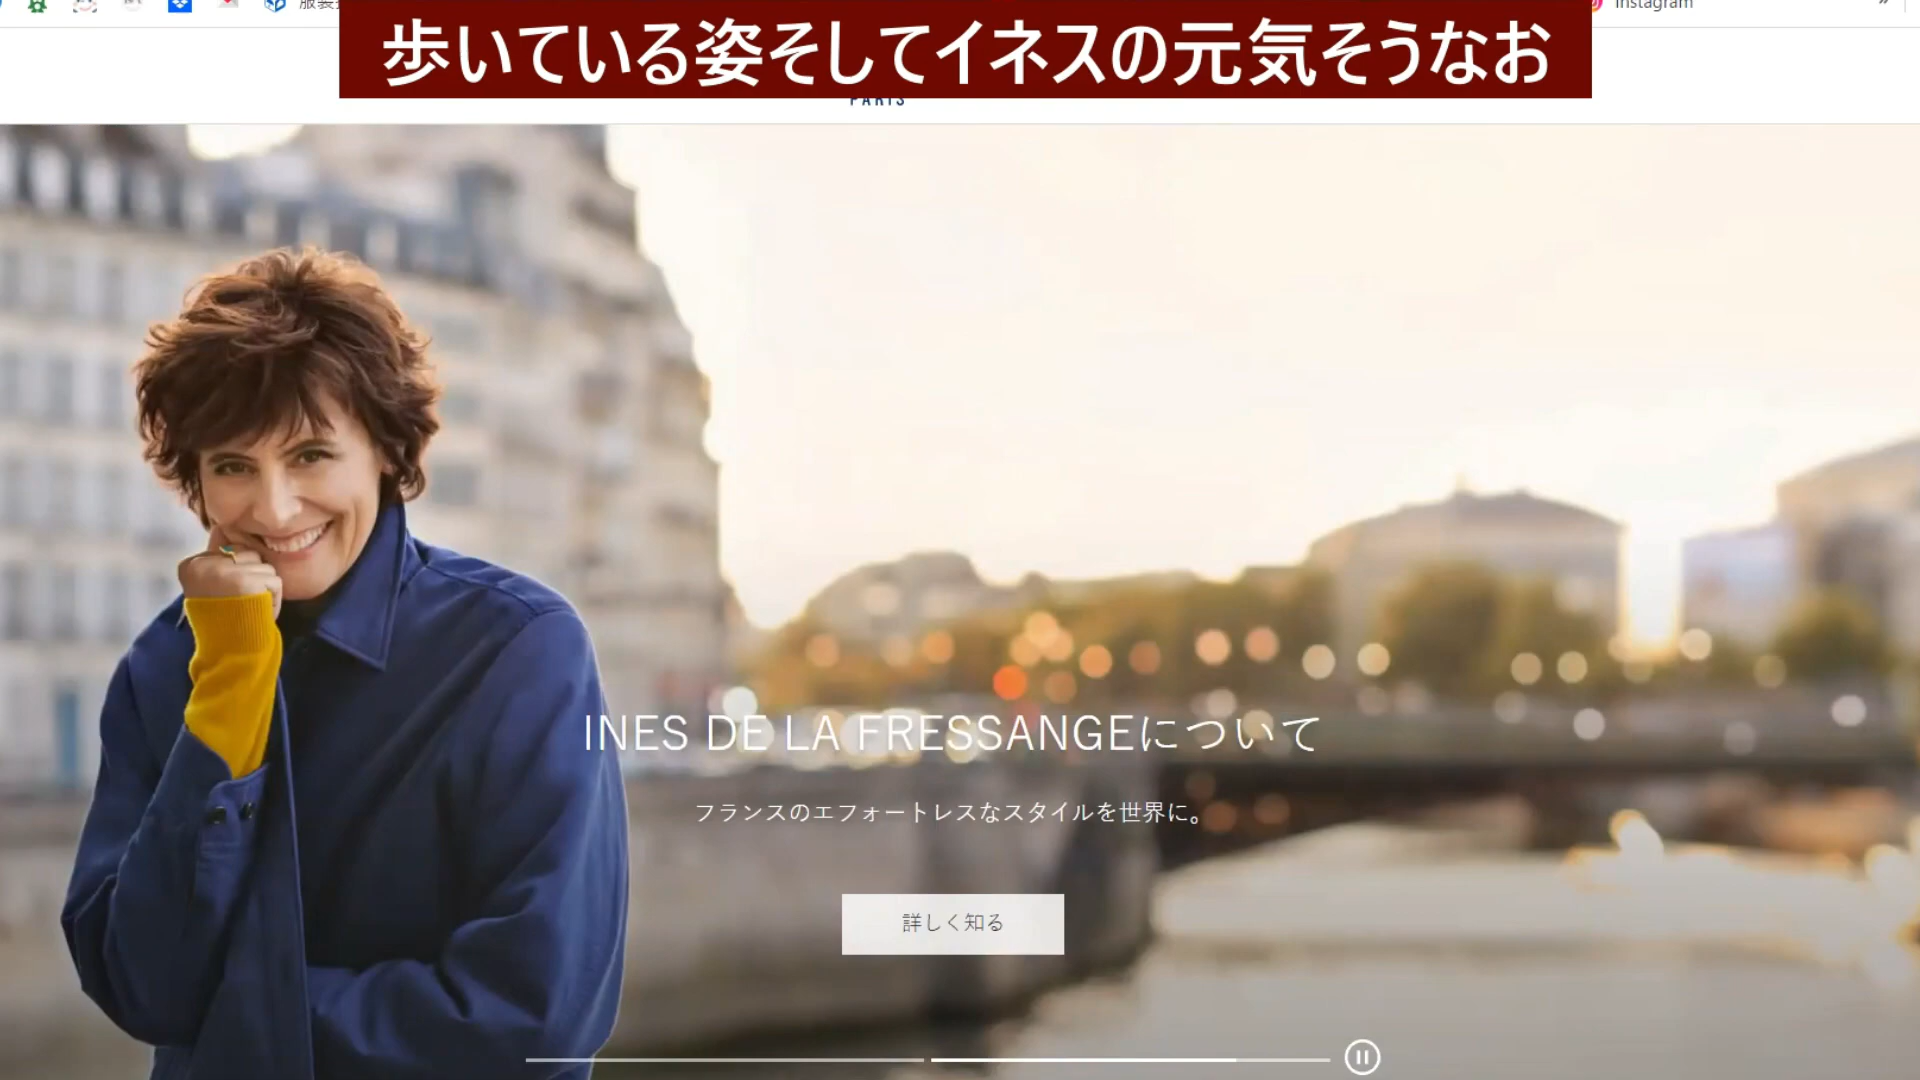 Instagram
歩いている姿そしてイネスの元気そうなお
PARIS
INES DE LA FRESSANGEについて
フランスのエフォートレスなスタイルを世界に。
詳しく知る